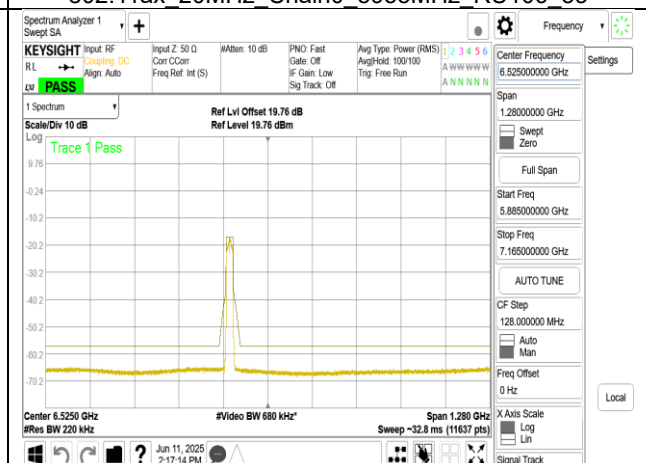 Spectrum Analyzer 1
Swept SA
Frequency
KEYSIGHT
RL
PASS
Input: RF
Coupling: DC
Align: Auto
Input Z: 50 Ω
Corr CCorr
Freq Ref: Int (S)
#Atten: 10 dB
PNO: Fast
Gate: Off
IF Gain: Low
Sig Track: Off
Avg Type: Power (RMS)
Avg|Hold: 100/100
Trig: Free Run
1 2 3 4 5 6
A W W W W W
A N N N N N
Center Frequency
6.525000000 GHz
Settings
Span
1.28000000 GHz
Swept
Zero
Full Span
Start Freq
5.885000000 GHz
Stop Freq
7.165000000 GHz
AUTO TUNE
CF Step
128.000000 MHz
Auto
Man
Freq Offset
0 Hz
X Axis Scale
Log
Lin
Signal Track
Local
1 Spectrum
Scale/Div 10 dB
Ref Lvl Offset 19.76 dB
Ref Level 19.76 dBm
Log
Trace 1 Pass
9.76
-0.24
-10.2
-20.2
-30.2
-40.2
-50.2
-60.2
-70.2
Center 6.5250 GHz
#Res BW 220 kHz
#Video BW 680 kHz*
Span 1.280 GHz
Sweep ~32.8 ms (11637 pts)
Jun 11, 2025
2:17:14 PM